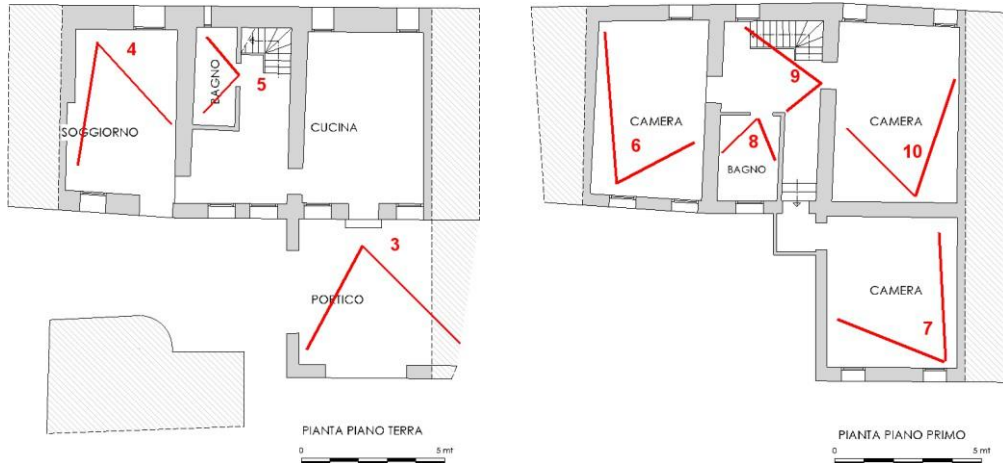 4
BAGNO
5
SOGGIORNO
CUCINA
3
PORTICO
PIANTA PIANO TERRA
0 5 mt
9
CAMERA
CAMERA
6
8
10
BAGNO
CAMERA
7
PIANTA PIANO PRIMO
0 5 mt